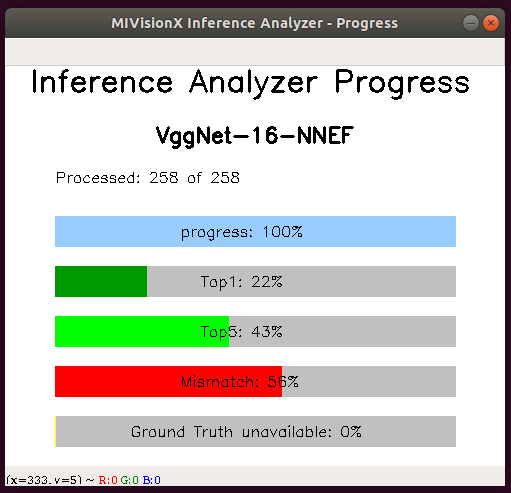 MIVisionX Inference Analyzer - Progress
Inference Analyzer Progress
VggNet-16-NNEF
Processed: 258 of 258
progress: 100%
Top1: 22%
Top5: 43%
Mismatch: 56%
Ground Truth unavailable: 0%
(x=333, y=5) ~ R:0 G:0 B:0